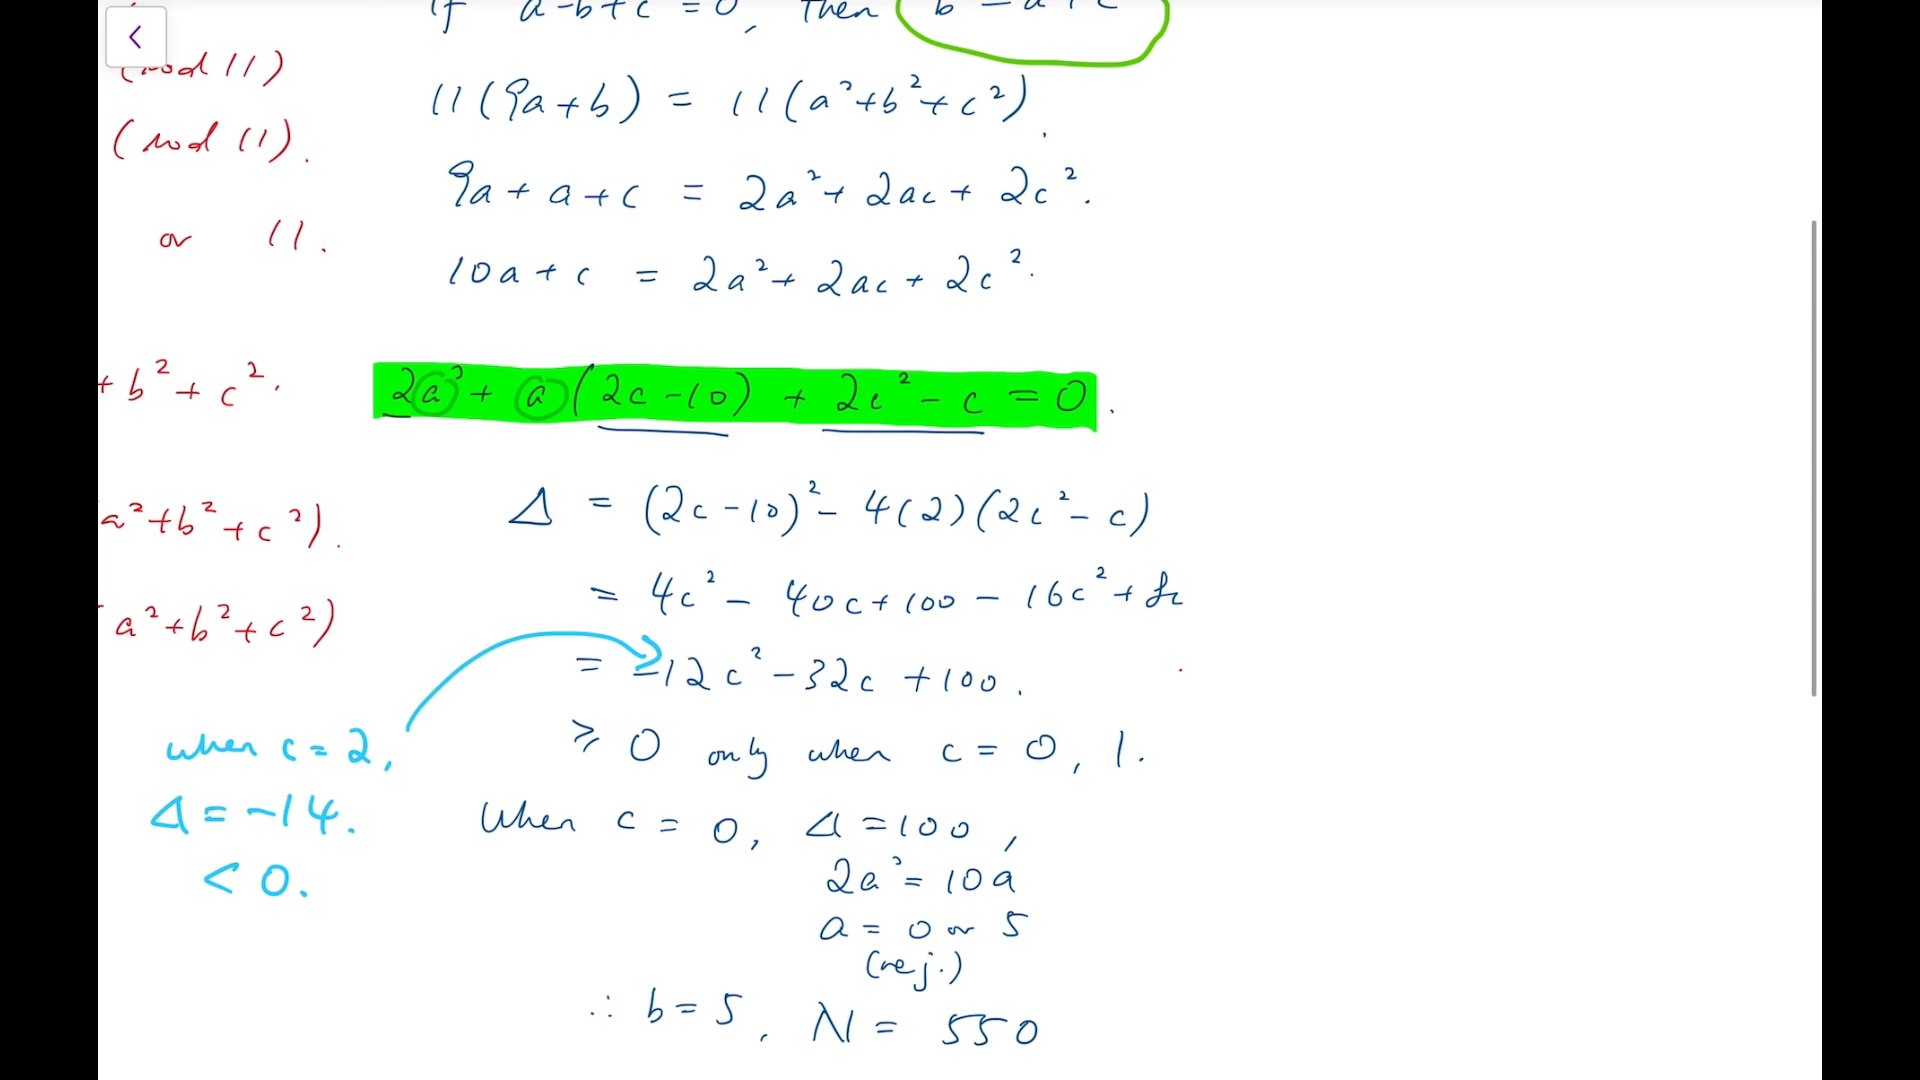 If a-b+c = 0, then b = a+c
(mod 11)
11(9a+b) = 11(a²+b²+c²).
(mod 11).
9a + a + c = 2a² + 2ac + 2c².
or 11.
10a + c = 2a² + 2ac + 2c².
+ b² + c².
2a² + a(2c-10) + 2c² - c = 0.
a²+b²+c²).
Δ = (2c-10)² - 4(2)(2c²-c)
= 4c² - 40c + 100 - 16c² + 8c
a²+b²+c²)
= -12c² - 32c + 100.
when c = 2,
≥ 0 only when c = 0, 1.
Δ = -14.
When c = 0, Δ = 100,
< 0.
2a² = 10a
a = 0 or 5
(rej.)
∴ b = 5, N = 550